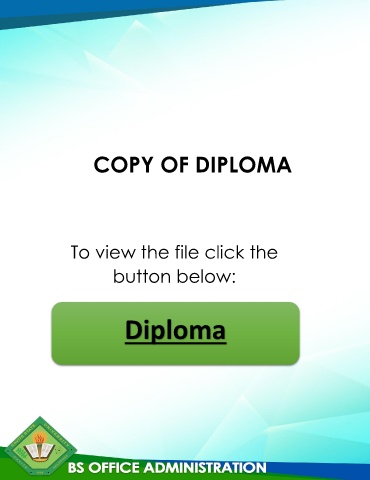 COPY OF DIPLOMA
To view the file click the
button below:
Diploma
BS OFFICE ADMINISTRATION